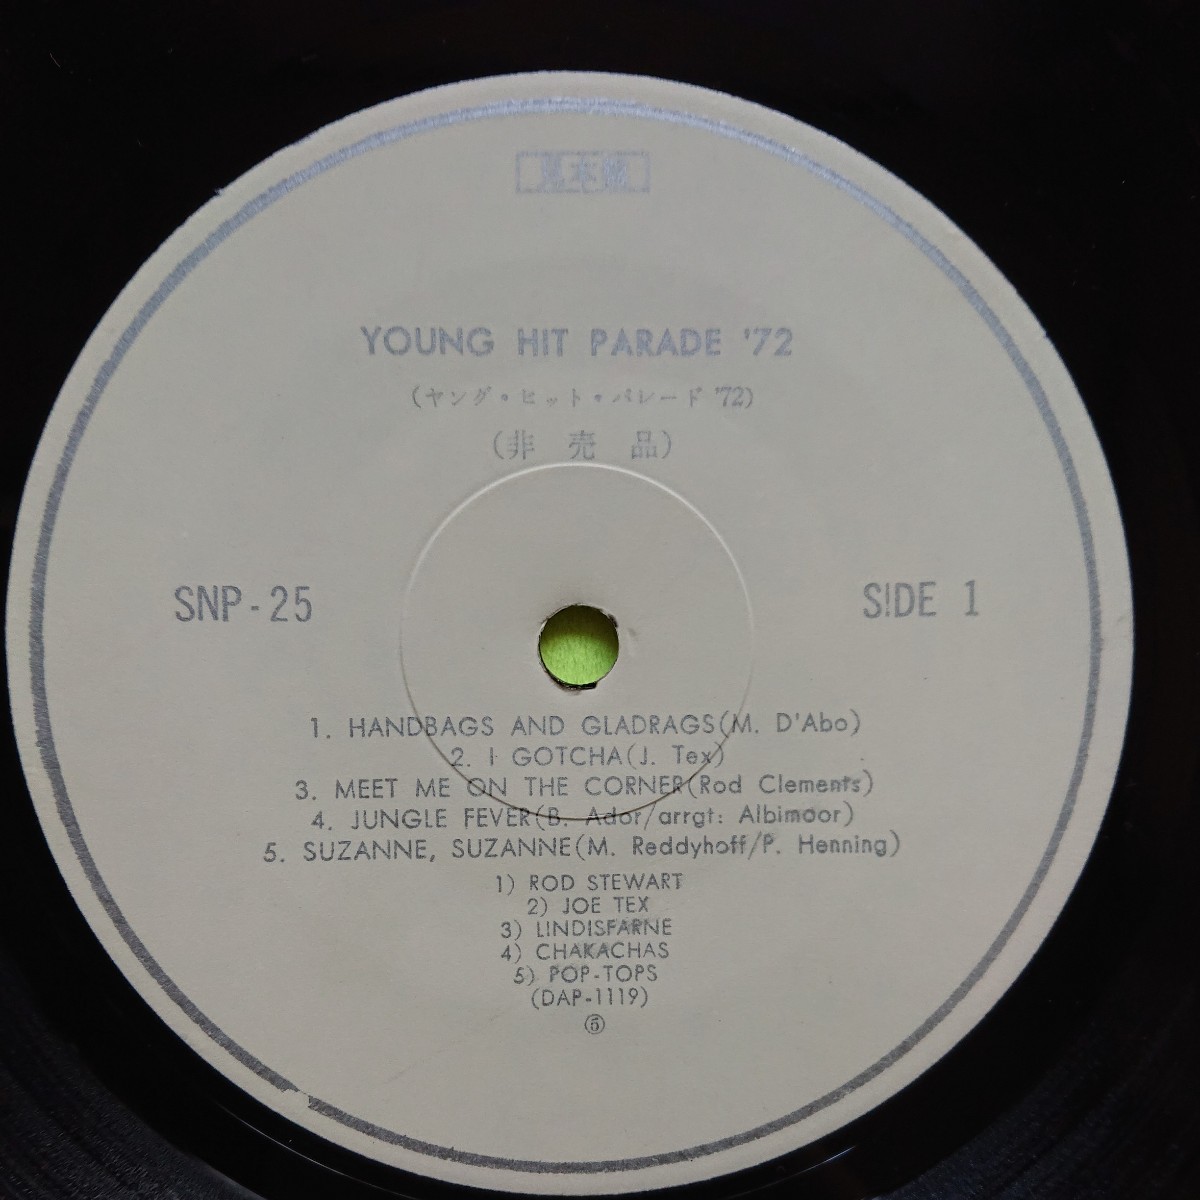 見本盤
YOUNG HIT PARADE '72
(ヤング・ヒット・パレード '72)
(非 売 品)
SNP-25
SIDE 1
1. HANDBAGS AND GLADRAGS(M. D'Abo)
2. I GOTCHA(J. Tex)
3. MEET ME ON THE CORNER(Rod Clements)
4. JUNGLE FEVER(B. Ador/arrgt: Albimoor)
5. SUZANNE, SUZANNE(M. Reddyhoff/P. Henning)
1) ROD STEWART
2) JOE TEX
3) LINDISFARNE
4) CHAKACHAS
5) POP-TOPS
(DAP-1119)
⑤